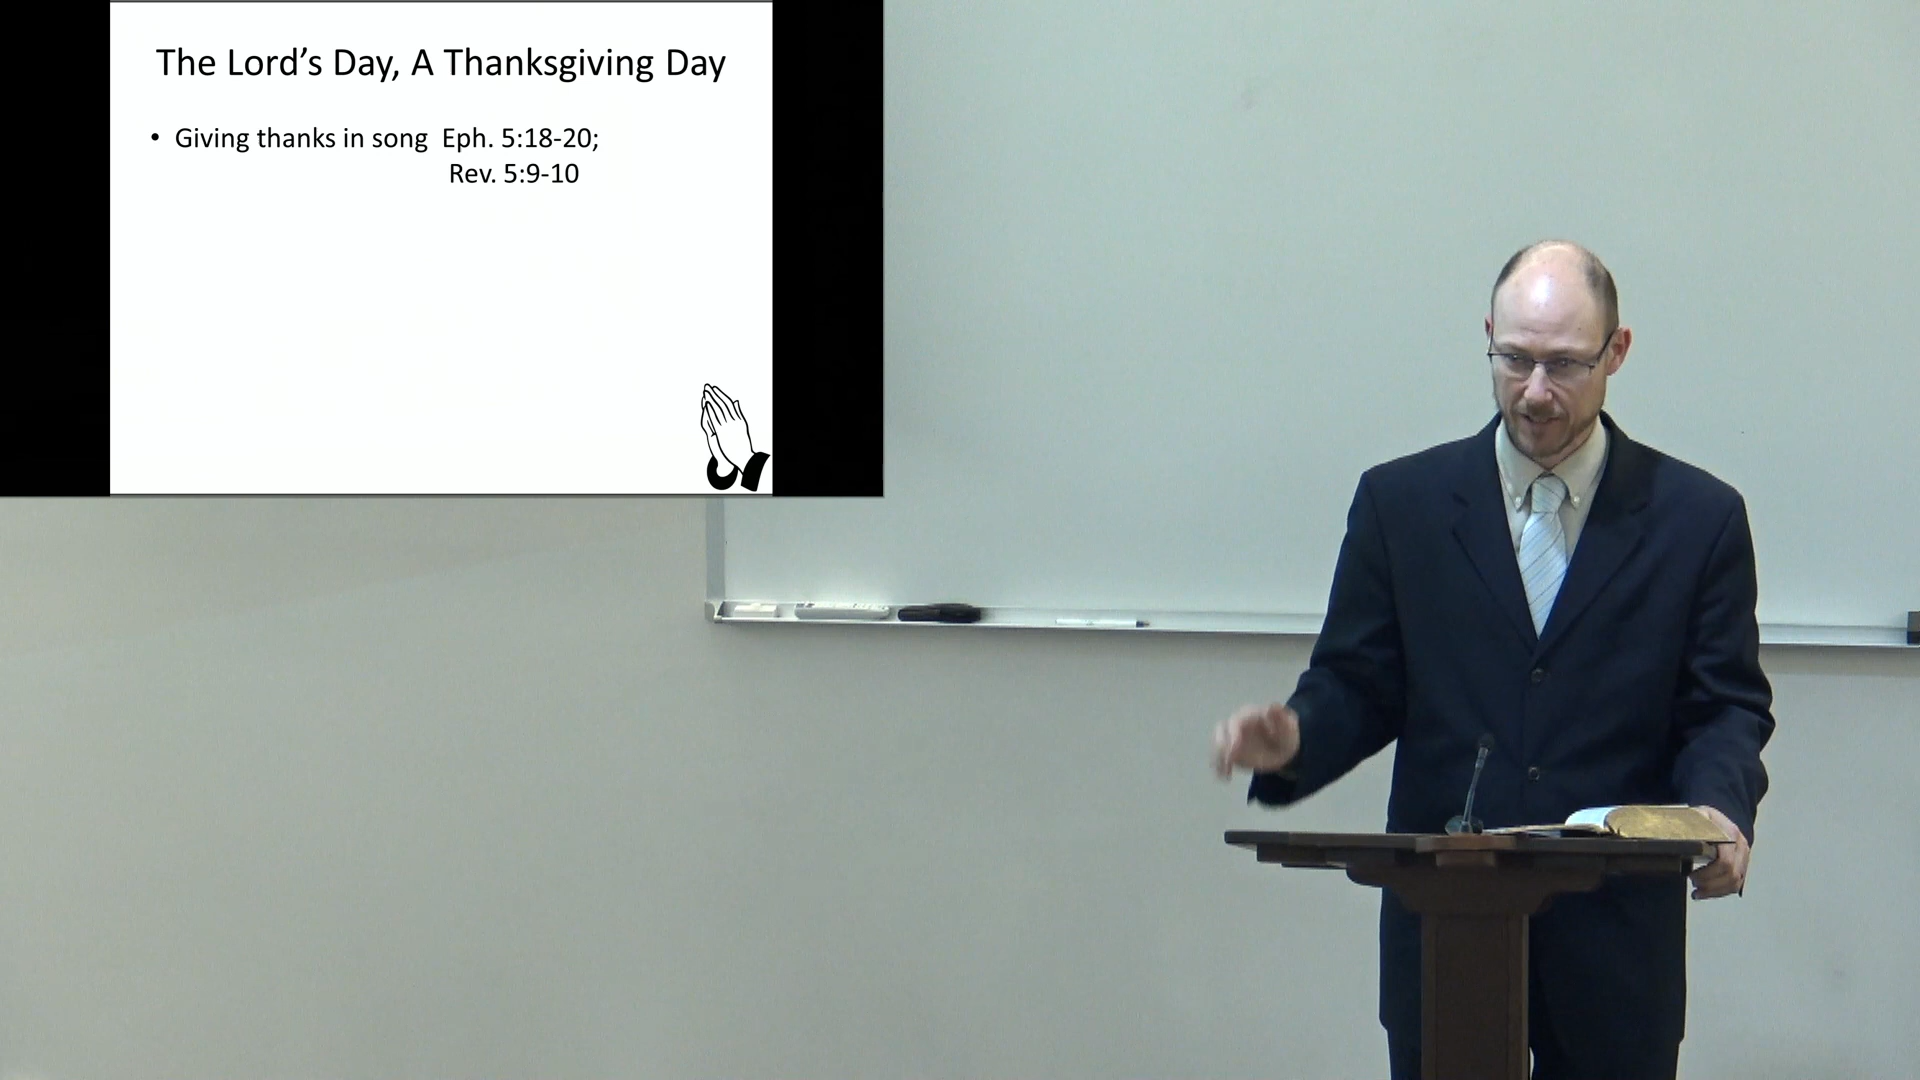 The Lord’s Day, A Thanksgiving Day
• Giving thanks in song Eph. 5:18-20;
Rev. 5:9-10